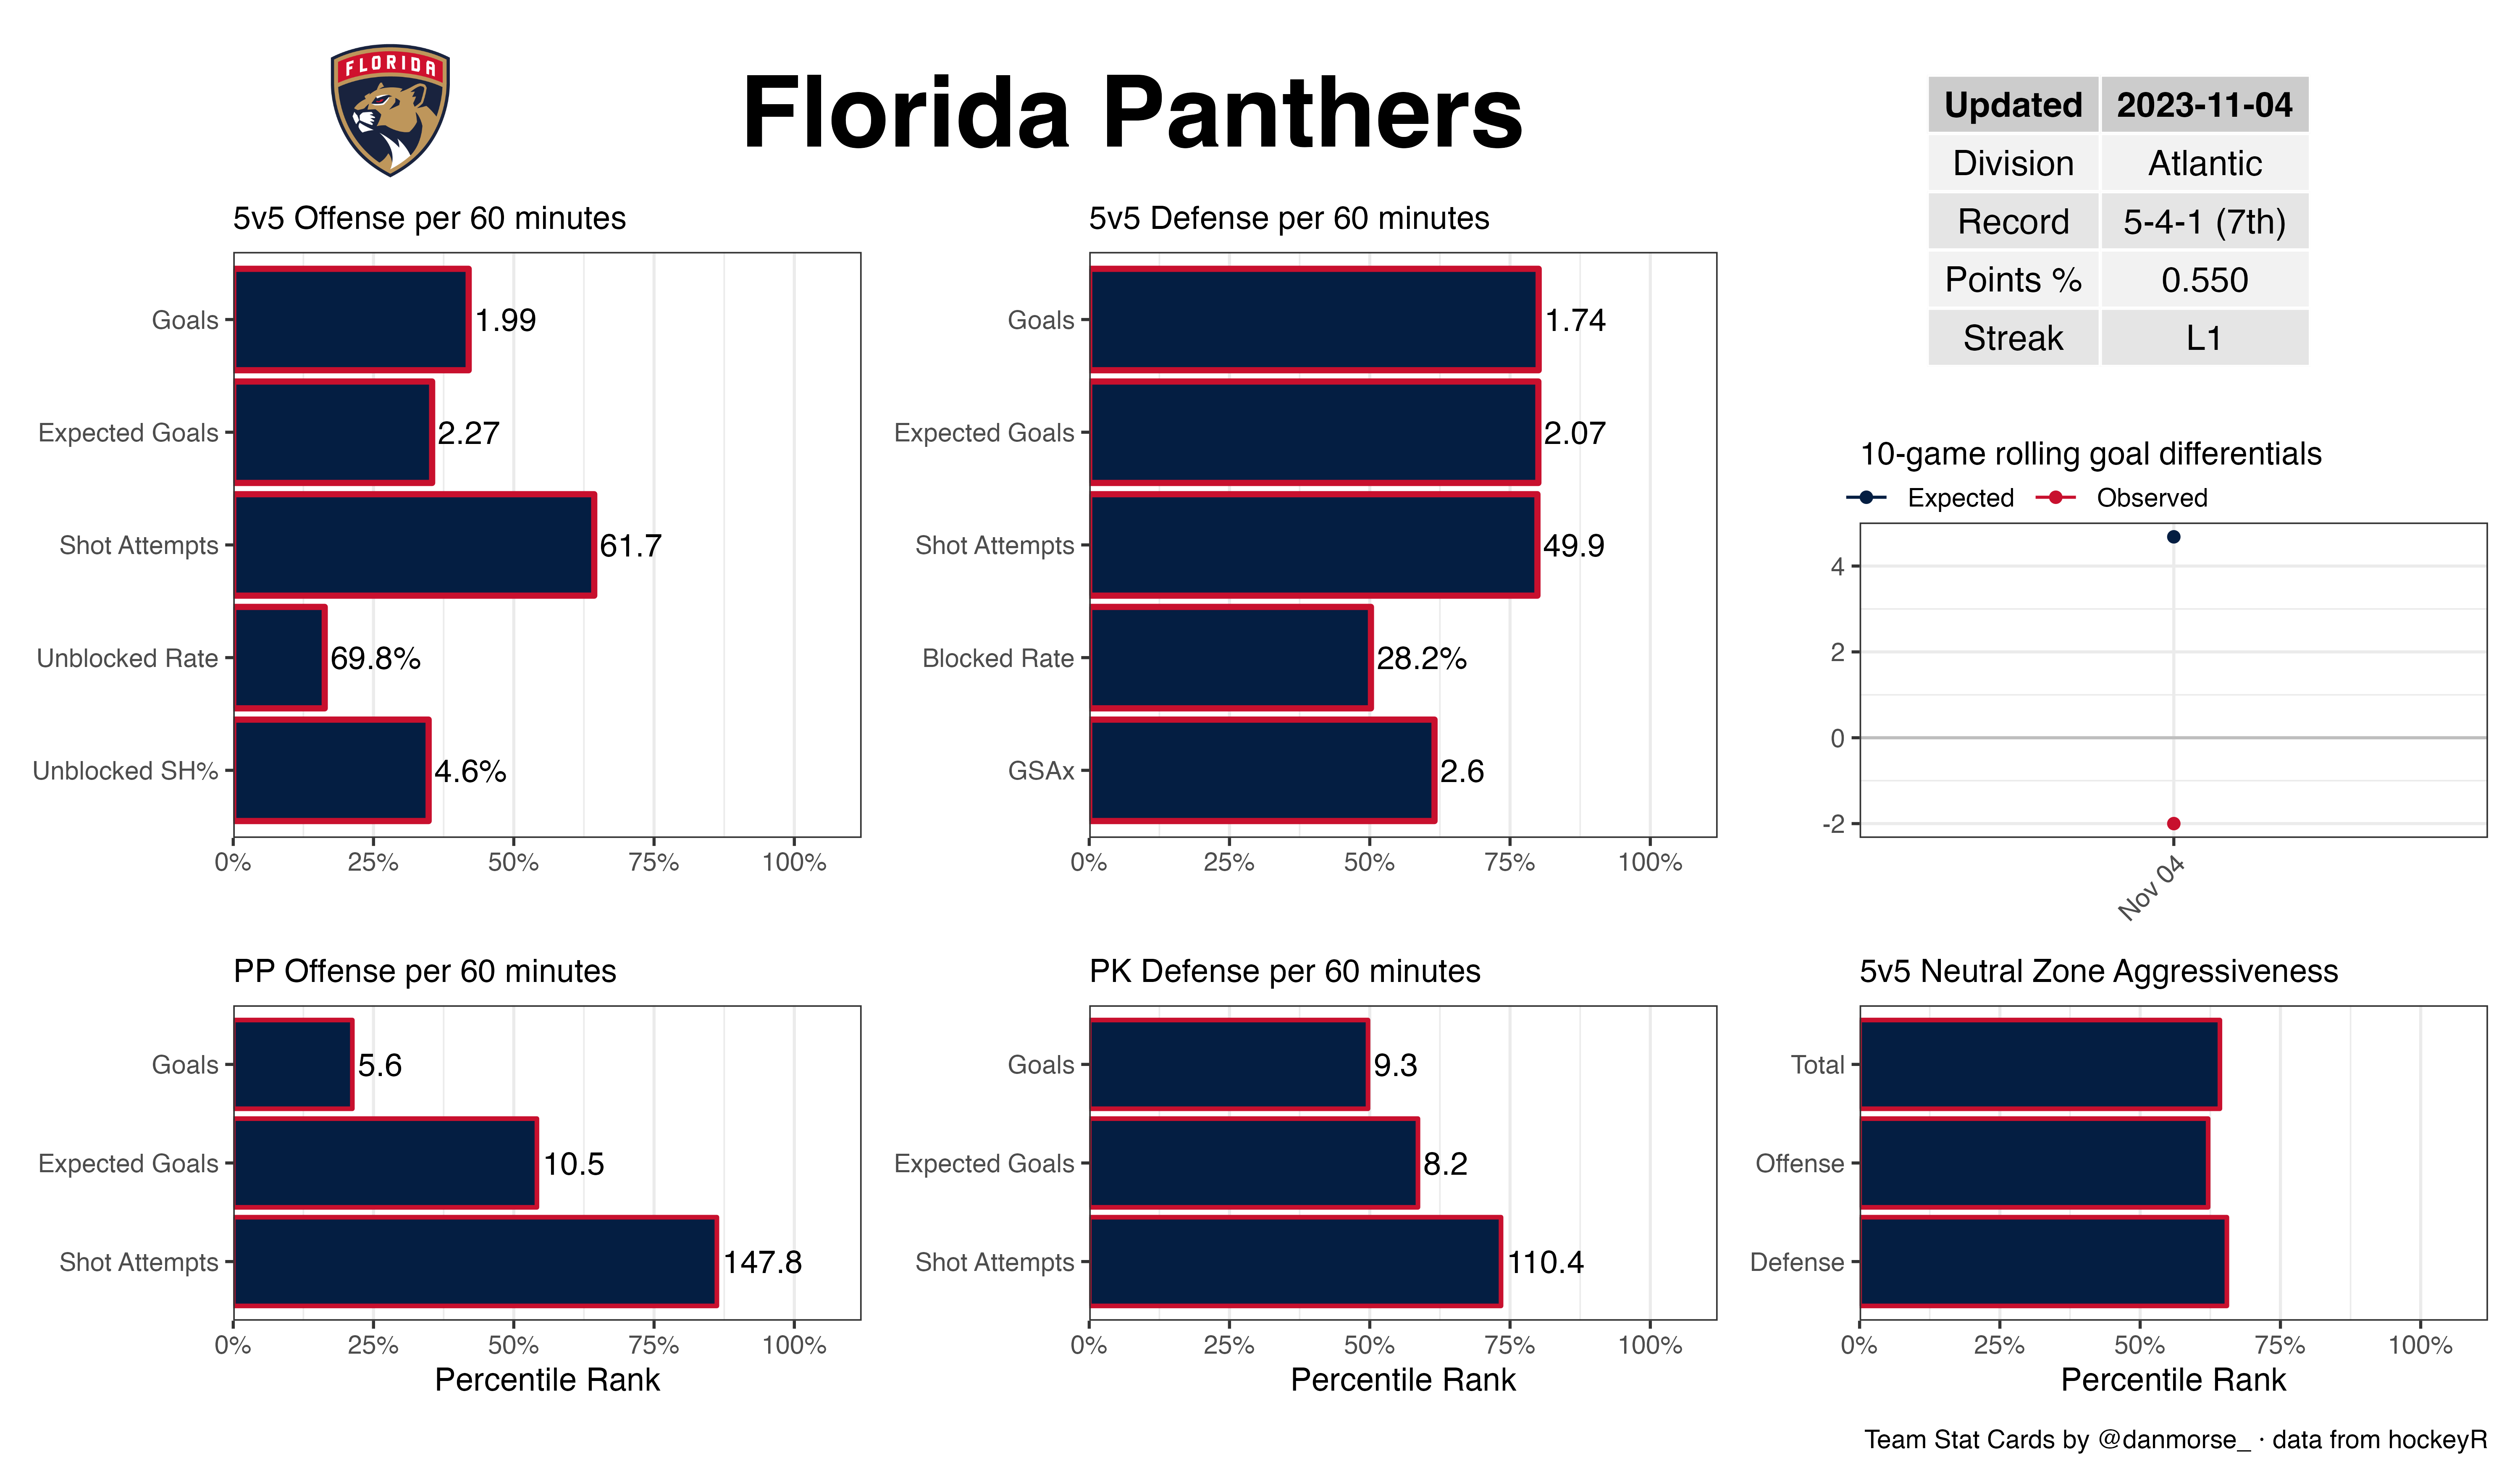 FLORIDA
Florida Panthers
Updated 2023-11-04
Division Atlantic
Record 5-4-1 (7th)
Points % 0.550
Streak L1
5v5 Offense per 60 minutes
Goals 1.99
Expected Goals 2.27
Shot Attempts 61.7
Unblocked Rate 69.8%
Unblocked SH% 4.6%
0% 25% 50% 75% 100%
5v5 Defense per 60 minutes
Goals 1.74
Expected Goals 2.07
Shot Attempts 49.9
Blocked Rate 28.2%
GSAx 2.6
0% 25% 50% 75% 100%
10-game rolling goal differentials
Expected Observed
4
2
0
-2
Nov 04
PP Offense per 60 minutes
Goals 5.6
Expected Goals 10.5
Shot Attempts 147.8
0% 25% 50% 75% 100%
Percentile Rank
PK Defense per 60 minutes
Goals 9.3
Expected Goals 8.2
Shot Attempts 110.4
0% 25% 50% 75% 100%
Percentile Rank
5v5 Neutral Zone Aggressiveness
Total
Offense
Defense
0% 25% 50% 75% 100%
Percentile Rank
Team Stat Cards by @danmorse_ · data from hockeyR